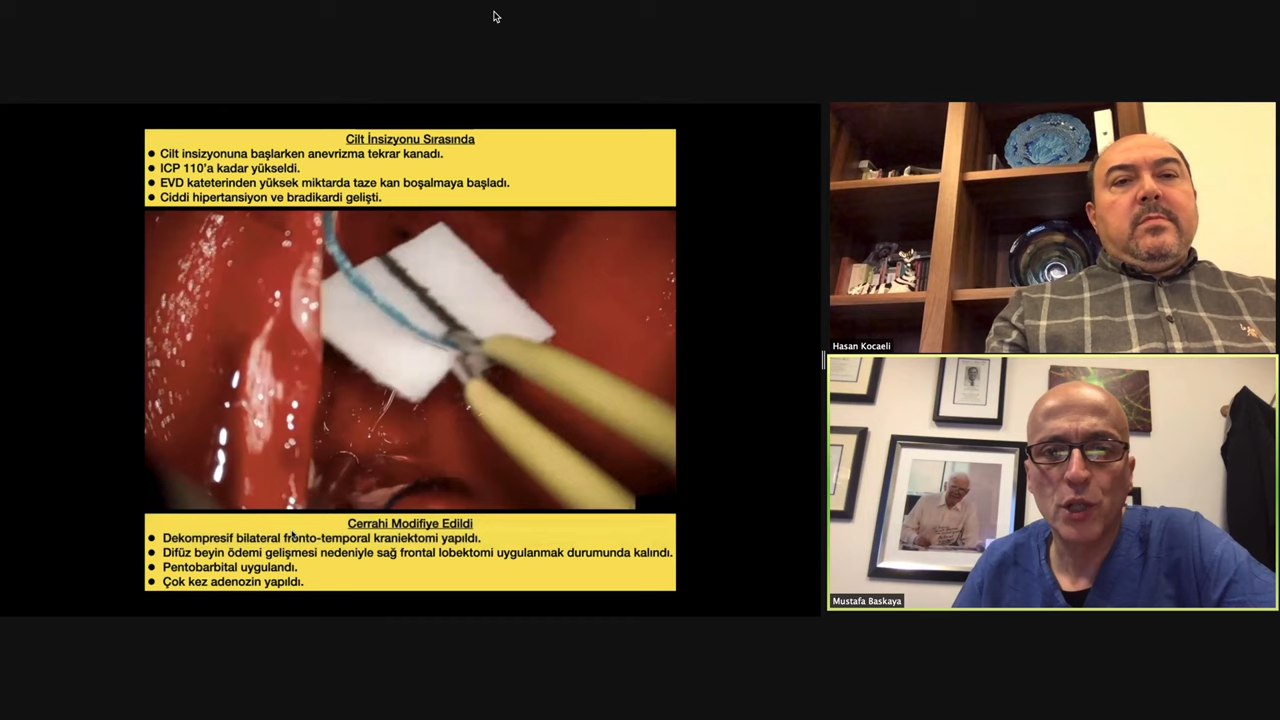 Cilt İnsizyonu Sırasında
● Cilt insizyonuna başlarken anevrizma tekrar kanadı.
● ICP 110'a kadar yükseldi.
● EVD kateterinden yüksek miktarda taze kan boşalmaya başladı.
● Ciddi hipertansiyon ve bradikardi gelişti.
Cerrahi Modifiye Edildi
● Dekompresif bilateral fronto-temporal kraniektomi yapıldı.
● Difüz beyin ödemi gelişmesi nedeniyle sağ frontal lobektomi uygulanmak durumunda kalındı.
● Pentobarbital uygulandı.
● Çok kez adenozin yapıldı.
Hasan Kocaeli
Mustafa Baskaya